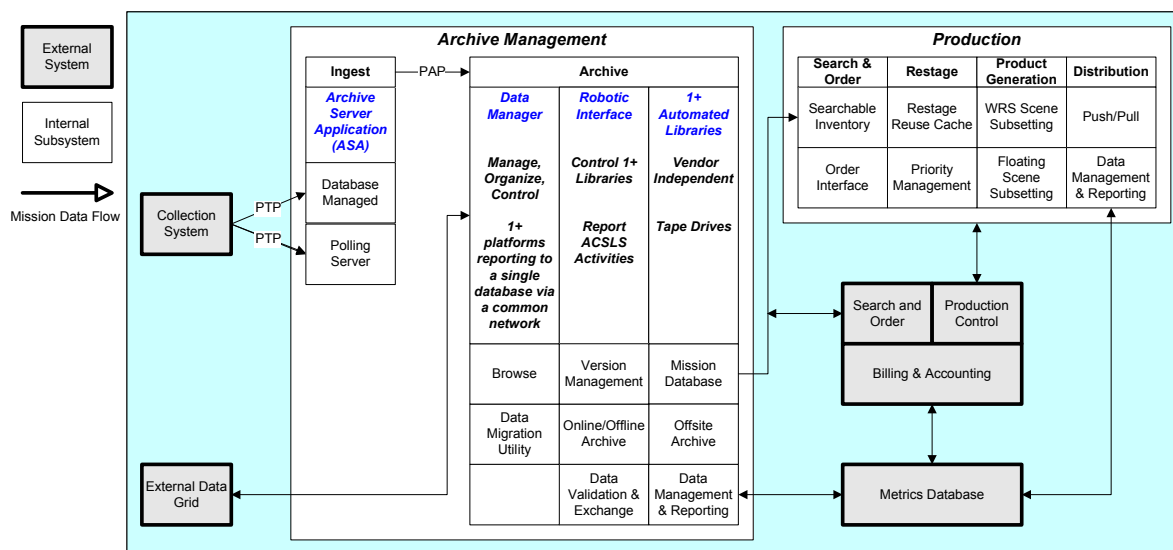 External
System
Internal
Subsystem
Mission Data Flow
Collection
System
PTP
PTP
External Data
Grid
Archive Management
Ingest
Archive
Server
Application
(ASA)
Database
Managed
Polling
Server
PAP
Archive
Data
Manager
Manage,
Organize,
Control
1+
platforms
reporting to
a single
database via
a common
network
Robotic
Interface
Control 1+
Libraries
Report
ACSLS
Activities
1+
Automated
Libraries
Vendor
Independent
Tape Drives
Browse
Version
Management
Mission
Database
Data
Migration
Utility
Online/Offline
Archive
Offsite
Archive
Data
Validation &
Exchange
Data
Management
& Reporting
Production
Search &
Order
Restage
Product
Generation
Distribution
Searchable
Inventory
Restage
Reuse Cache
WRS Scene
Subsetting
Push/Pull
Order
Interface
Priority
Management
Floating
Scene
Subsetting
Data
Management
& Reporting
Search and
Order
Production
Control
Billing & Accounting
Metrics Database